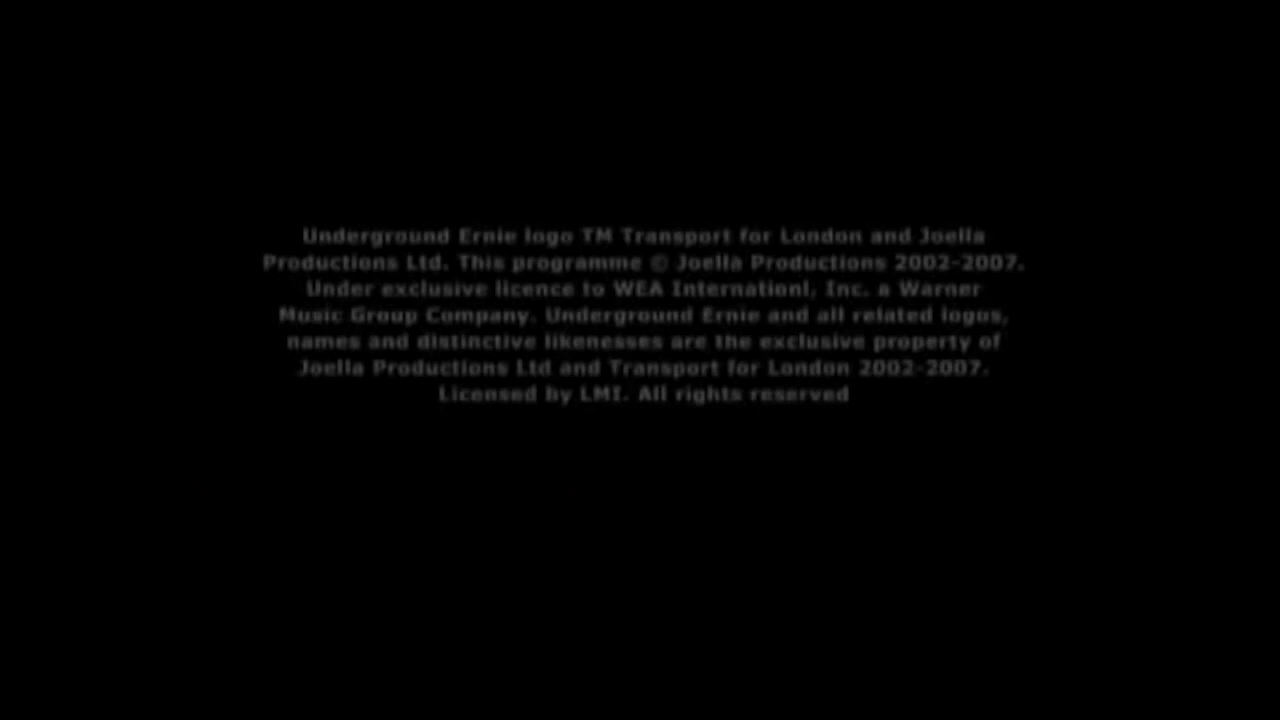 Underground Ernie logo TM Transport for London and Joella
Productions Ltd. This programme © Joella Productions 2002-2007.
Under exclusive licence to WEA Internationl, Inc. a Warner
Music Group Company. Underground Ernie and all related logos,
names and distinctive likenesses are the exclusive property of
Joella Productions Ltd and Transport for London 2002-2007.
Licensed by LMI. All rights reserved